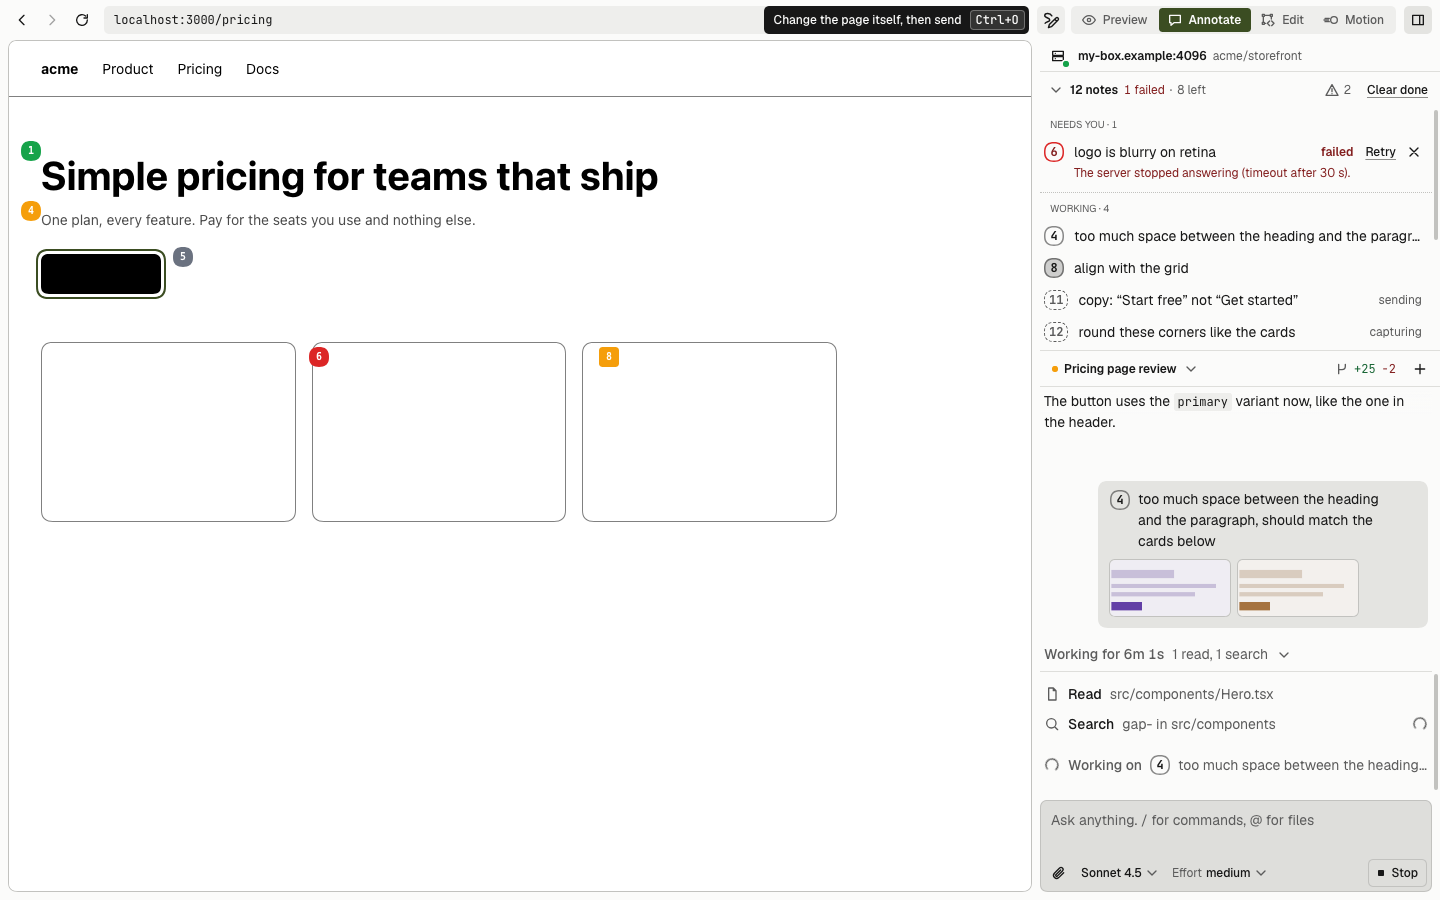 localhost:3000/pricing
Change the page itself, then send Ctrl+O
Preview
Annotate
Edit
Motion
acme Product Pricing Docs
1
Simple pricing for teams that ship
4
One plan, every feature. Pay for the seats you use and nothing else.
5
6
8
my-box.example:4096 acme/storefront
12 notes 1 failed · 8 left 2 Clear done
NEEDS YOU · 1
6 logo is blurry on retina failed Retry
The server stopped answering (timeout after 30 s).
WORKING · 4
4 too much space between the heading and the paragr…
8 align with the grid
11 copy: “Start free” not “Get started” sending
12 round these corners like the cards capturing
Pricing page review +25 -2
The button uses the primary variant now, like the one in
the header.
4 too much space between the heading
and the paragraph, should match the
cards below
Working for 6m 1s 1 read, 1 search
Read src/components/Hero.tsx
Search gap- in src/components
Working on 4 too much space between the heading…
Ask anything. / for commands, @ for files
Sonnet 4.5 Effort medium Stop